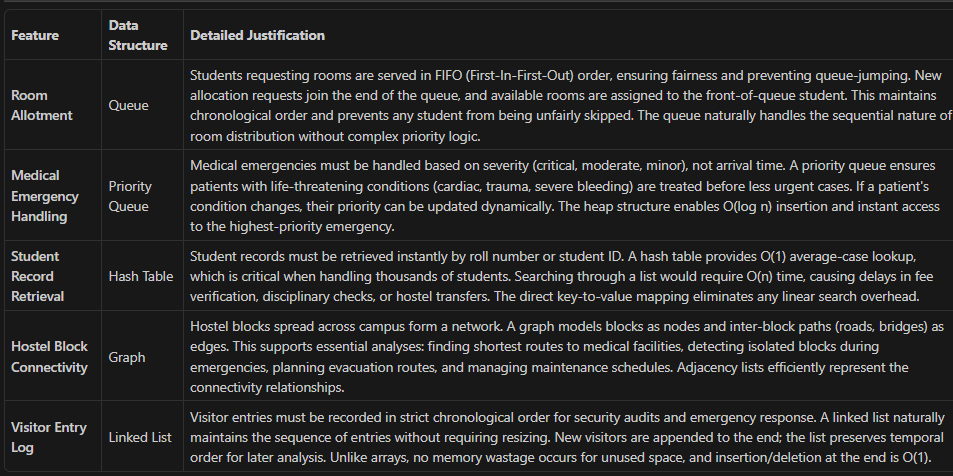 Feature
Data
Structure
Detailed Justification
Room
Allotment
Queue
Students requesting rooms are served in FIFO (First-In-First-Out) order, ensuring fairness and preventing queue-jumping. New
allocation requests join the end of the queue, and available rooms are assigned to the front-of-queue student. This maintains
chronological order and prevents any student from being unfairly skipped. The queue naturally handles the sequential nature of
room distribution without complex priority logic.
Medical
Emergency
Handling
Priority
Queue
Medical emergencies must be handled based on severity (critical, moderate, minor), not arrival time. A priority queue ensures
patients with life-threatening conditions (cardiac, trauma, severe bleeding) are treated before less urgent cases. If a patient's
condition changes, their priority can be updated dynamically. The heap structure enables O(log n) insertion and instant access
to the highest-priority emergency.
Student
Record
Retrieval
Hash Table
Student records must be retrieved instantly by roll number or student ID. A hash table provides O(1) average-case lookup,
which is critical when handling thousands of students. Searching through a list would require O(n) time, causing delays in fee
verification, disciplinary checks, or hostel transfers. The direct key-to-value mapping eliminates any linear search overhead.
Hostel Block
Connectivity
Graph
Hostel blocks spread across campus form a network. A graph models blocks as nodes and inter-block paths (roads, bridges) as
edges. This supports essential analyses: finding shortest routes to medical facilities, detecting isolated blocks during
emergencies, planning evacuation routes, and managing maintenance schedules. Adjacency lists efficiently represent the
connectivity relationships.
Visitor Entry
Log
Linked List
Visitor entries must be recorded in strict chronological order for security audits and emergency response. A linked list naturally
maintains the sequence of entries without requiring resizing. New visitors are appended to the end; the list preserves temporal
order for later analysis. Unlike arrays, no memory wastage occurs for unused space, and insertion/deletion at the end is O(1).